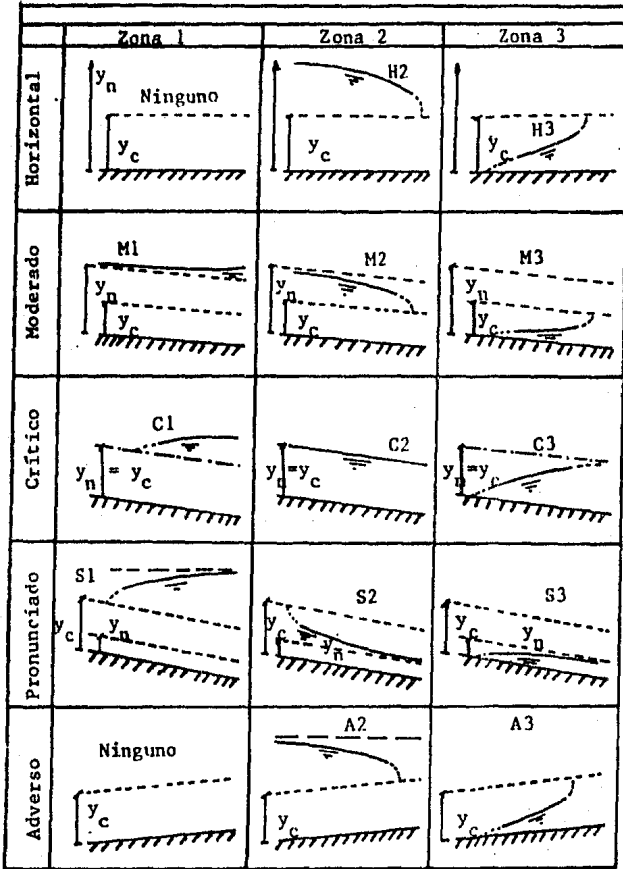 Zona 1 Zona 2 Zona 3
Horizontal
y_n Ninguno y_c
H2 y_c
H3 y_c
Moderado
M1 y_n y_c
M2 y_n y_c
M3 y_n y_c
Crítico
C1 y_n = y_c
C2 y_n=y_c
C3 y_n=y_c
Pronunciado
S1 y_c y_n
S2 y_c y_n
S3 y_c y_n
Adverso
Ninguno y_c
A2 y_c
A3 y_c